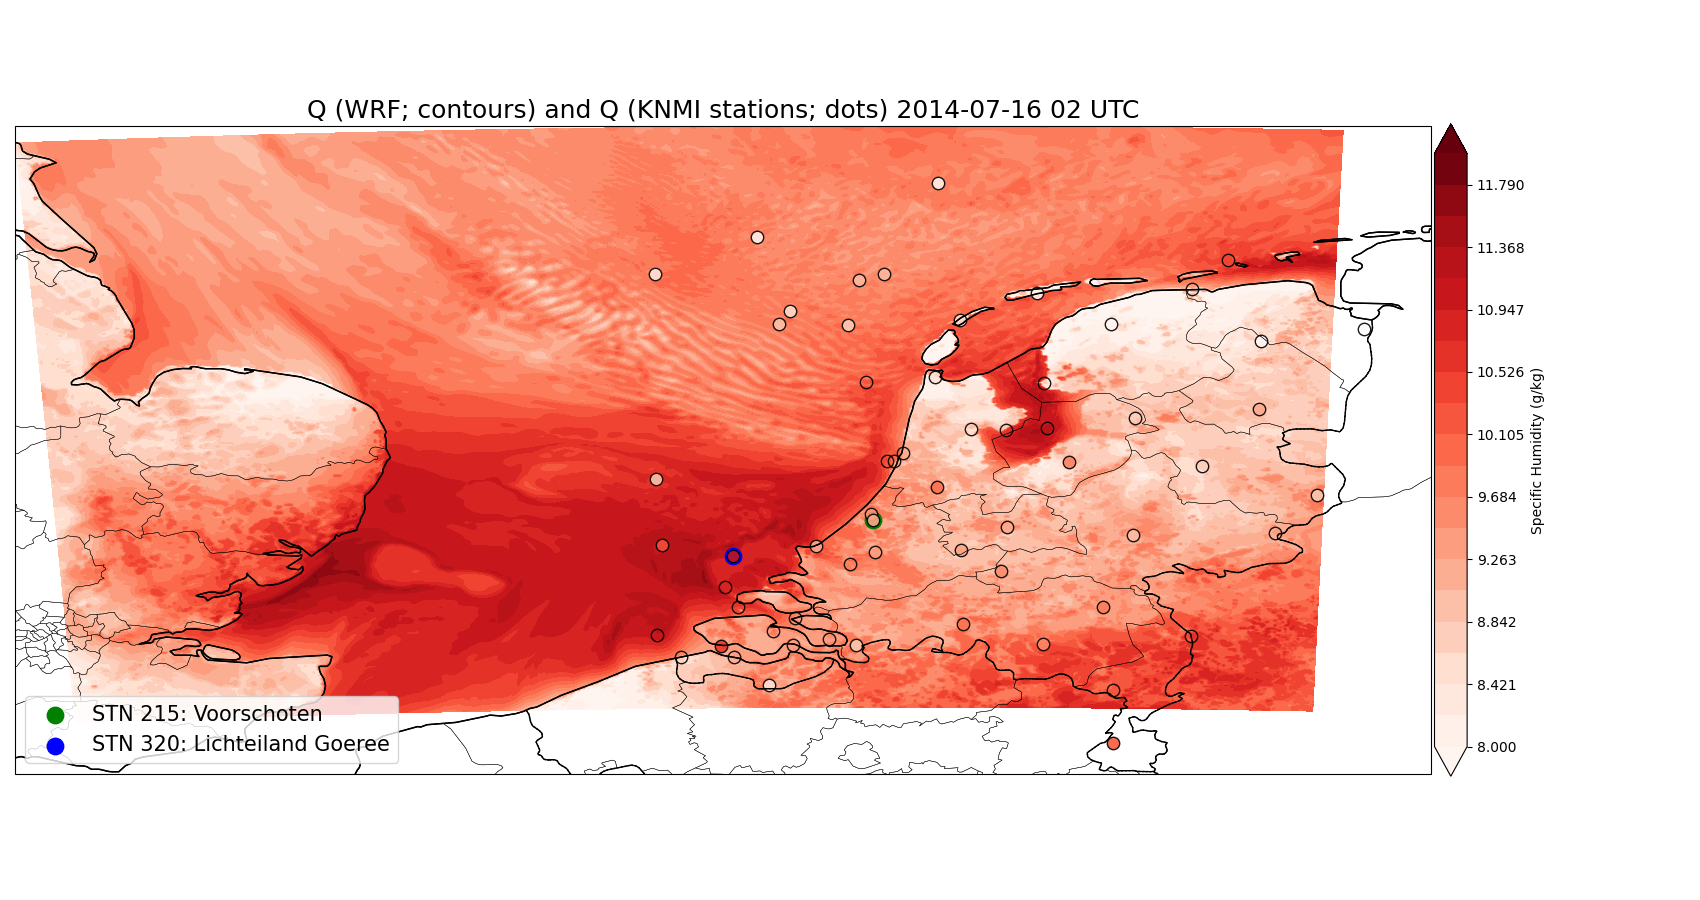 Q (WRF; contours) and Q (KNMI stations; dots) 2014-07-16 02 UTC
11.790
11.368
10.947
10.526
10.105
9.684
9.263
8.842
8.421
8.000
Specific Humidity (g/kg)
STN 215: Voorschoten
STN 320: Lichteiland Goeree